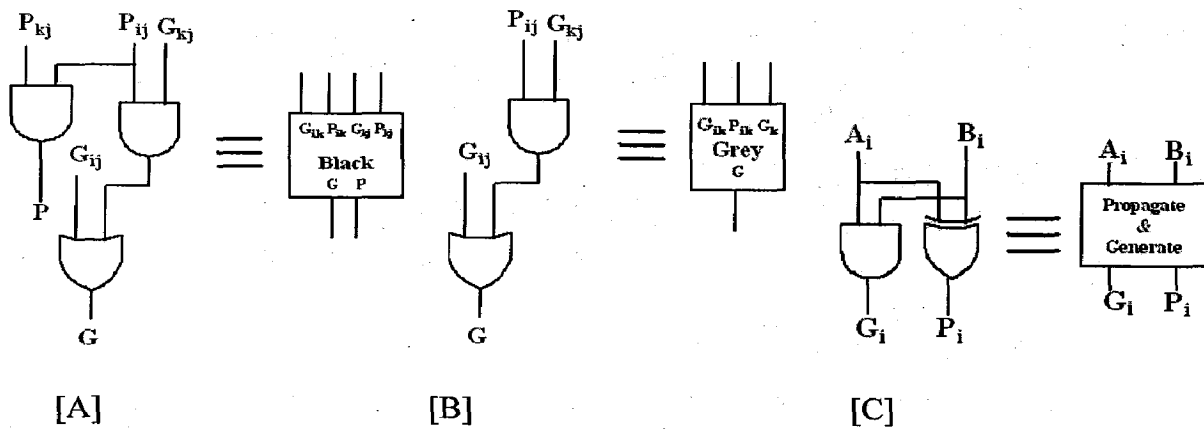 P_kj P_ij G_kj
G_ij
P
G
G_ik P_ik G_kj P_kj
Black
G P
P_ij G_kj
G_ij
G
G_ik P_ik G_k
Grey
G
A_i B_i
G_i P_i
A_i B_i
Propagate
&
Generate
G_i P_i
[A] [B] [C]